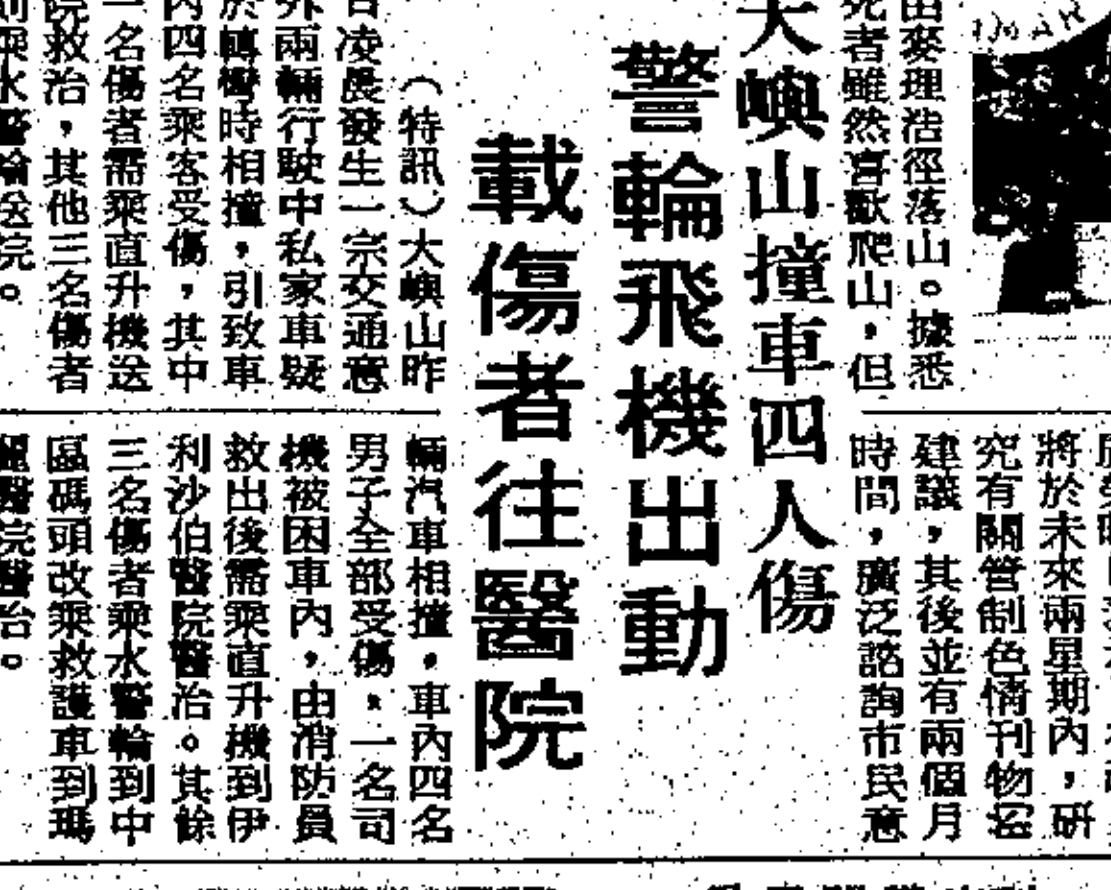 由麥理浩徑落山。據悉
死者雖然喜歡爬山，但
將於未來兩星期內，研
究有關管制色情刊物
建議，其後並有兩個月
時間，廣泛諮詢市民意
大嶼山撞車四人傷
警輪飛機出動
載傷者往醫院
（特訊）大嶼山昨
日凌晨發生一宗交通意
外兩輛行駛中私家車疑
於轉彎時相撞，引致車
內四名乘客受傷，其中
一名傷者需乘直升機送
院救治，其他三名傷者
則乘水警輪送院。
輛汽車相撞，車內四名
男子全部受傷，一名司
機被困車內，由消防員
救出後需乘直升機到伊
利沙伯醫院醫治。其餘
三名傷者乘水警輪到中
區碼頭改乘救護車到瑪
麗醫院醫治。